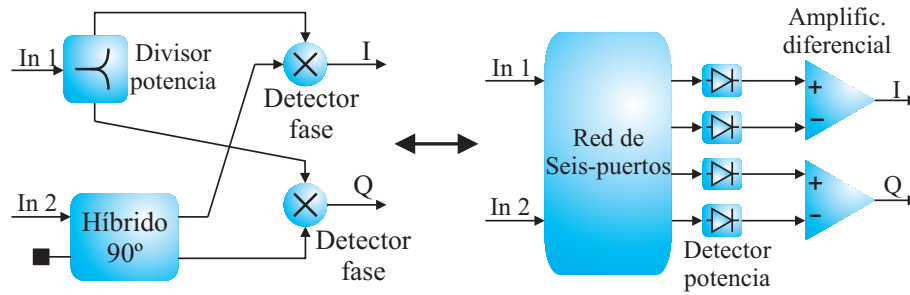 In 1
Divisor
potencia
I
Detector
fase
In 2
Híbrido
90º
Q
Detector
fase
Amplific.
diferencial
In 1
Red de
Seis-puertos
In 2
+
−
I
+
−
Q
Detector
potencia